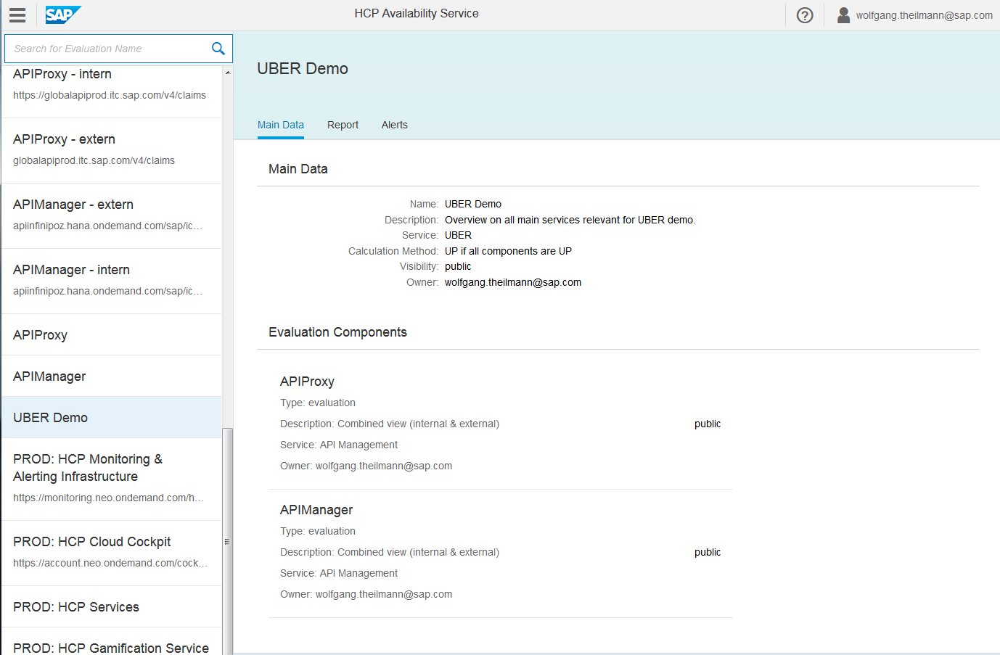 SAP
HCP Availability Service
wolfgang.theilmann@sap.com
Search for Evaluation Name
APIProxy - intern
https://globalapiprod.itc.sap.com/v4/claims
APIProxy - extern
globalapiprod.itc.sap.com/v4/claims
APIManager - extern
apiinfinipoz.hana.ondemand.com/sap/ic...
APIManager - intern
apiinfinipoz.hana.ondemand.com/sap/ic...
APIProxy
APIManager
UBER Demo
PROD: HCP Monitoring &
Alerting Infrastructure
https://monitoring.neo.ondemand.com/h...
PROD: HCP Cloud Cockpit
https://account.neo.ondemand.com/cock...
PROD: HCP Services
PROD: HCP Gamification Service
UBER Demo
Main Data Report Alerts
Main Data
Name: UBER Demo
Description: Overview on all main services relevant for UBER demo.
Service: UBER
Calculation Method: UP if all components are UP
Visibility: public
Owner: wolfgang.theilmann@sap.com
Evaluation Components
APIProxy
Type: evaluation
Description: Combined view (internal & external) public
Service: API Management
Owner: wolfgang.theilmann@sap.com
APIManager
Type: evaluation
Description: Combined view (internal & external) public
Service: API Management
Owner: wolfgang.theilmann@sap.com